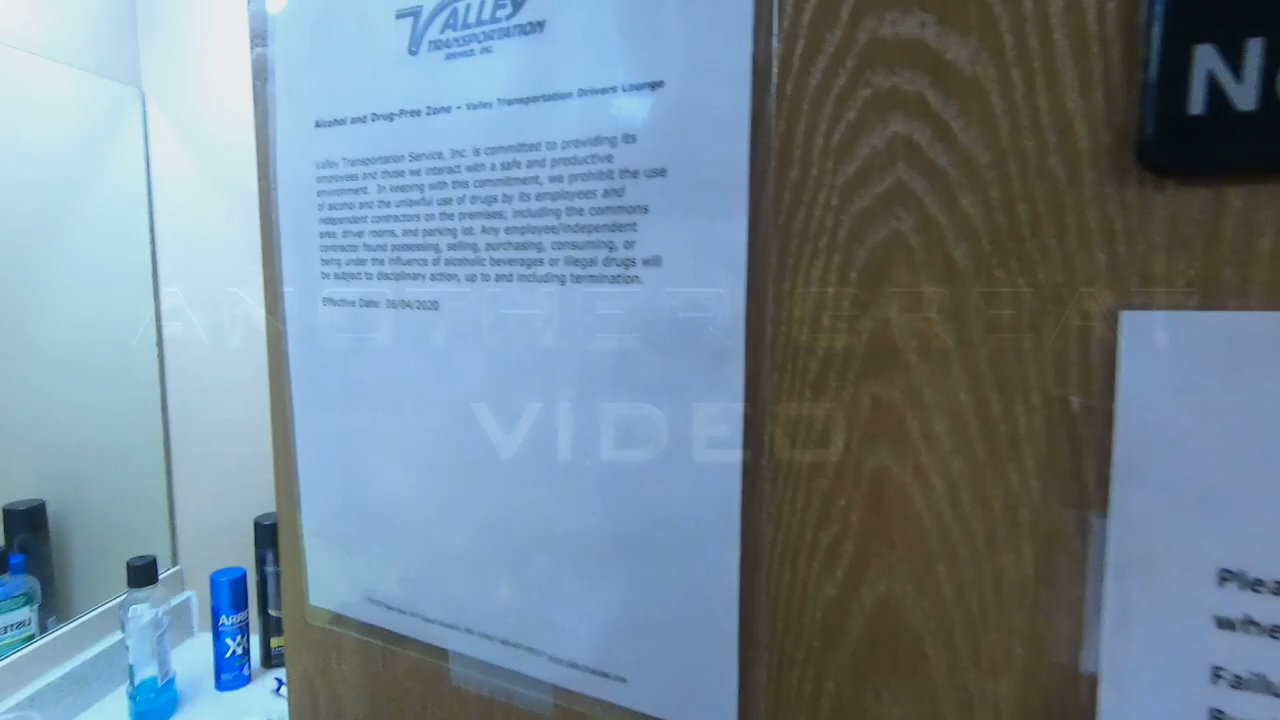 VALLEY
TRANSPORTATION
SERVICE, INC.
Alcohol and Drug-Free Zone - Valley Transportation Drivers Lounge
Valley Transportation Service, Inc. is committed to providing its
employees and those we interact with a safe and productive
environment. In keeping with this commitment, we prohibit the use
of alcohol and the unlawful use of drugs by its employees and
independent contractors on the premises; including the commons
area, driver rooms, and parking lot. Any employee/independent
contractor found possessing, selling, purchasing, consuming, or
being under the influence of alcoholic beverages or illegal drugs will
be subject to disciplinary action, up to and including termination.
Effective Date: 06/04/2020
ANOTHER GREAT
VIDEO
ARR
XX
LISTE